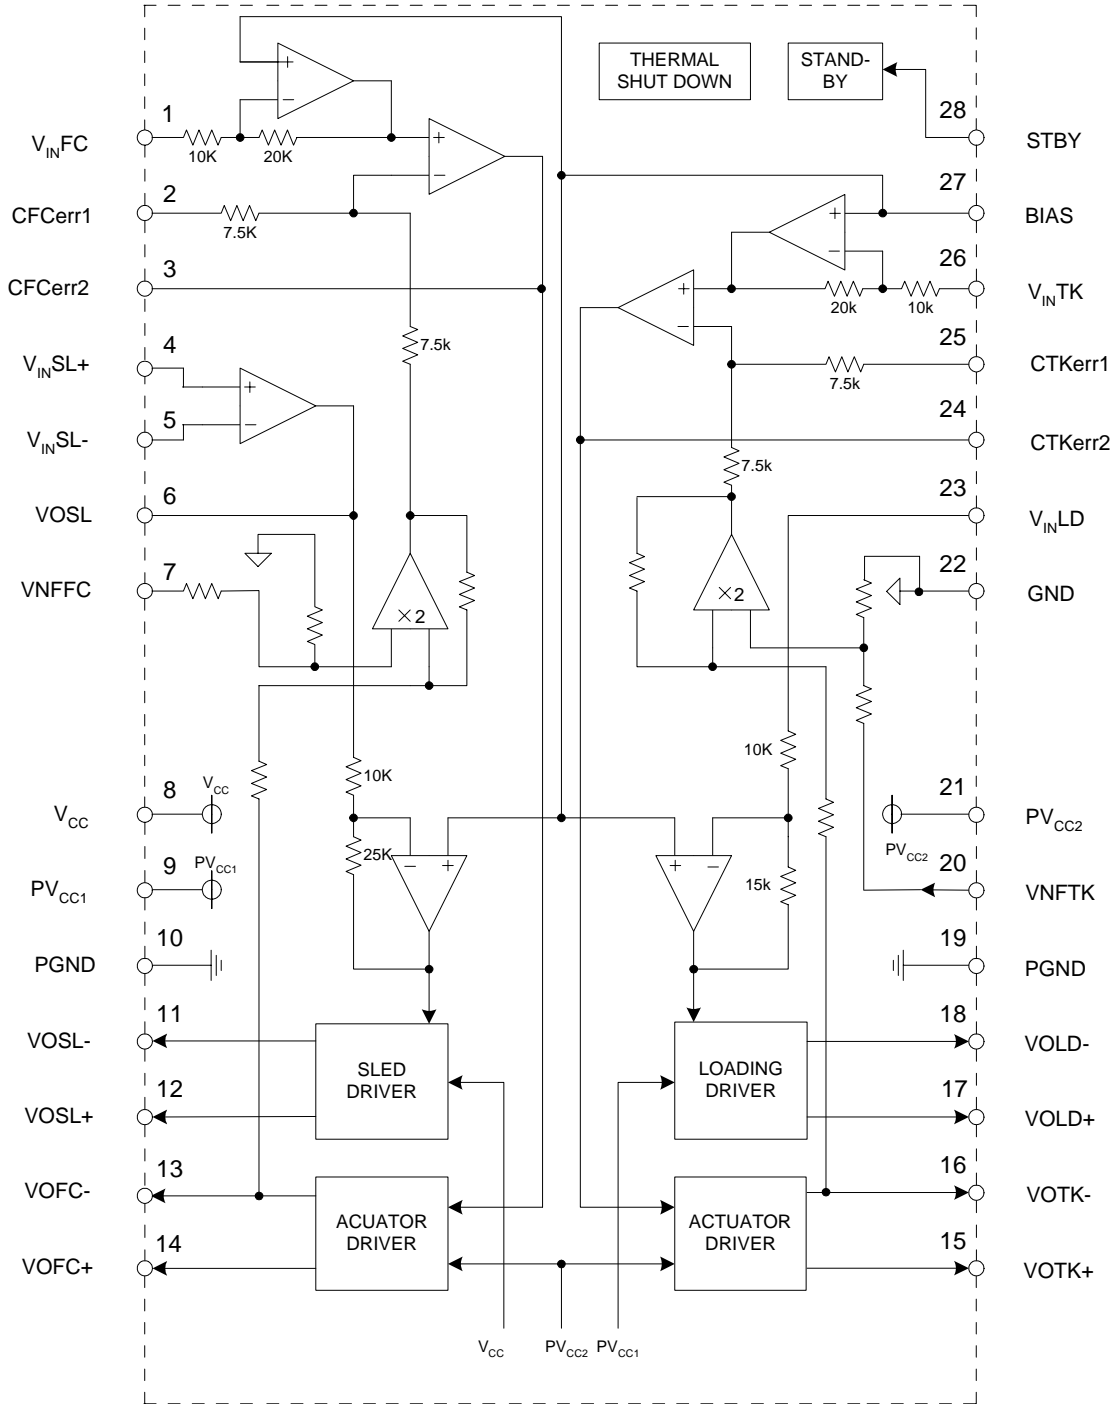 THERMAL
SHUT DOWN
STAND-
BY
+
−
1
VINFC
10K
20K
+
−
28
STBY
2
CFCerr1
7.5K
27
BIAS
+
−
3
CFCerr2
26
VINTK
20k
10k
+
−
7.5k
4
VINSL+
+
−
25
CTKerr1
7.5k
5
VINSL-
24
CTKerr2
7.5k
6
VOSL
23
VINLD
7
VNFFC
×2
×2
22
GND
10K
10K
8
VCC
VCC
21
PVCC2
PVCC2
25K
−
+
+
−
15k
9
PVCC1
PVCC1
20
VNFTK
10
PGND
19
PGND
11
VOSL-
SLED
DRIVER
LOADING
DRIVER
18
VOLD-
12
VOSL+
17
VOLD+
13
VOFC-
ACUATOR
DRIVER
ACTUATOR
DRIVER
16
VOTK-
14
VOFC+
15
VOTK+
VCC
PVCC2
PVCC1